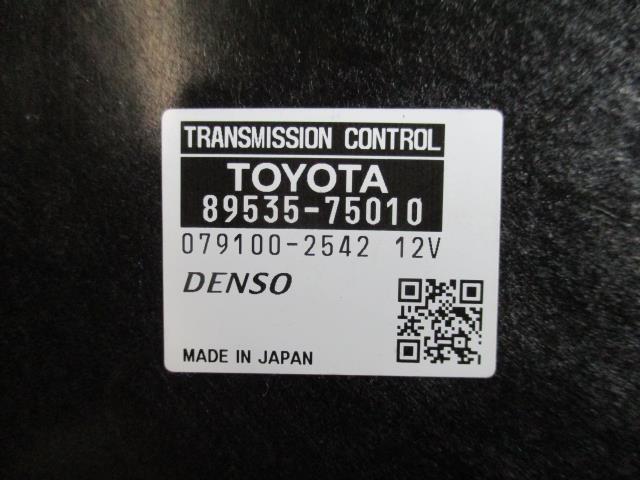 TRANSMISSION CONTROL
TOYOTA
89535-75010
079100-2542 12V
DENSO
MADE IN JAPAN